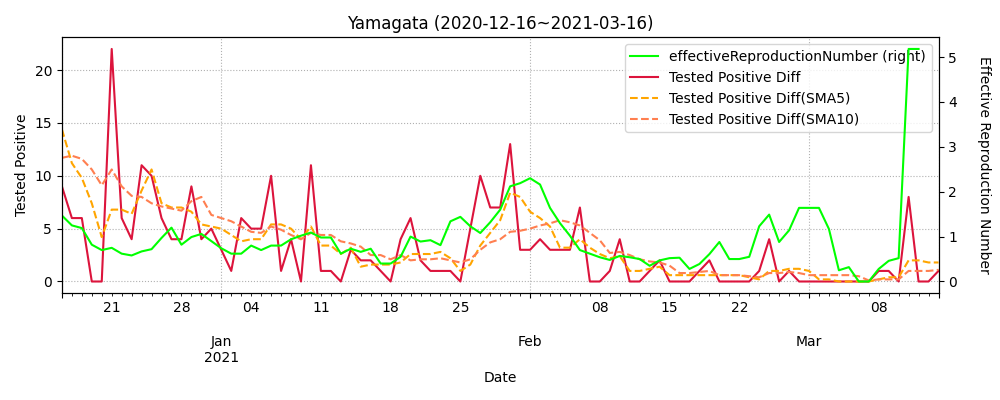 Yamagata (2020-12-16~2021-03-16)
effectiveReproductionNumber (right)
Tested Positive Diff
Tested Positive Diff(SMA5)
Tested Positive Diff(SMA10)
Tested Positive
20
15
10
5
0
5
4
3
2
1
0
Effective Reproduction Number
21 28 04 11 18 25 08 15 22 08
Jan Feb Mar
2021
Date